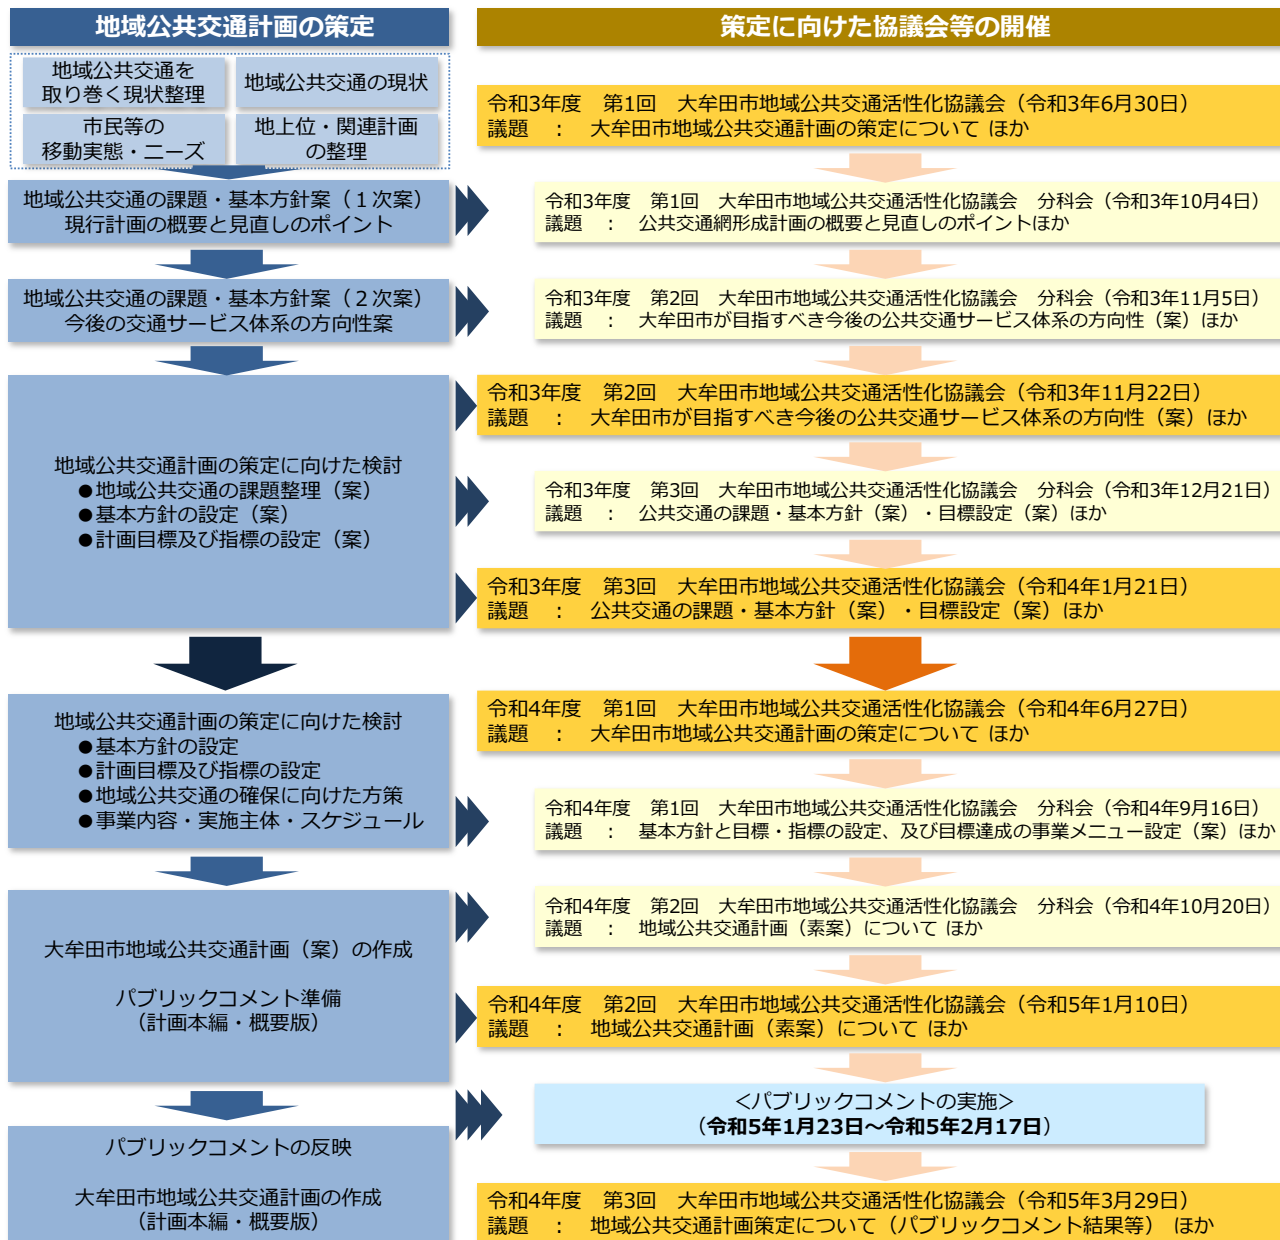 地域公共交通計画の策定
地域公共交通を
取り巻く現状整理
地域公共交通の現状
市民等の
移動実態・ニーズ
地上位・関連計画
の整理
地域公共交通の課題・基本方針案（１次案）
現行計画の概要と見直しのポイント
地域公共交通の課題・基本方針案（２次案）
今後の交通サービス体系の方向性案
地域公共交通計画の策定に向けた検討
●地域公共交通の課題整理（案）
●基本方針の設定（案）
●計画目標及び指標の設定（案）
地域公共交通計画の策定に向けた検討
●基本方針の設定
●計画目標及び指標の設定
●地域公共交通の確保に向けた方策
●事業内容・実施主体・スケジュール
大牟田市地域公共交通計画（案）の作成
パブリックコメント準備
（計画本編・概要版）
パブリックコメントの反映
大牟田市地域公共交通計画の作成
（計画本編・概要版）
策定に向けた協議会等の開催
令和3年度　第1回　大牟田市地域公共交通活性化協議会（令和3年6月30日）
議題　：　大牟田市地域公共交通計画の策定について ほか
令和3年度　第1回　大牟田市地域公共交通活性化協議会　分科会（令和3年10月4日）
議題　：　公共交通網形成計画の概要と見直しのポイントほか
令和3年度　第2回　大牟田市地域公共交通活性化協議会　分科会（令和3年11月5日）
議題　：　大牟田市が目指すべき今後の公共交通サービス体系の方向性（案）ほか
令和3年度　第2回　大牟田市地域公共交通活性化協議会（令和3年11月22日）
議題　：　大牟田市が目指すべき今後の公共交通サービス体系の方向性（案）ほか
令和3年度　第3回　大牟田市地域公共交通活性化協議会　分科会（令和3年12月21日）
議題　：　公共交通の課題・基本方針（案）・目標設定（案）ほか
令和3年度　第3回　大牟田市地域公共交通活性化協議会（令和4年1月21日）
議題　：　公共交通の課題・基本方針（案）・目標設定（案）ほか
令和4年度　第1回　大牟田市地域公共交通活性化協議会（令和4年6月27日）
議題　：　大牟田市地域公共交通計画の策定について ほか
令和4年度　第1回　大牟田市地域公共交通活性化協議会　分科会（令和4年9月16日）
議題　：　基本方針と目標・指標の設定、及び目標達成の事業メニュー設定（案）ほか
令和4年度　第2回　大牟田市地域公共交通活性化協議会　分科会（令和4年10月20日）
議題　：　地域公共交通計画（素案）について ほか
令和4年度　第2回　大牟田市地域公共交通活性化協議会（令和5年1月10日）
議題　：　地域公共交通計画（素案）について ほか
＜パブリックコメントの実施＞
（令和5年1月23日～令和5年2月17日）
令和4年度　第3回　大牟田市地域公共交通活性化協議会（令和5年3月29日）
議題　：　地域公共交通計画策定について（パブリックコメント結果等） ほか